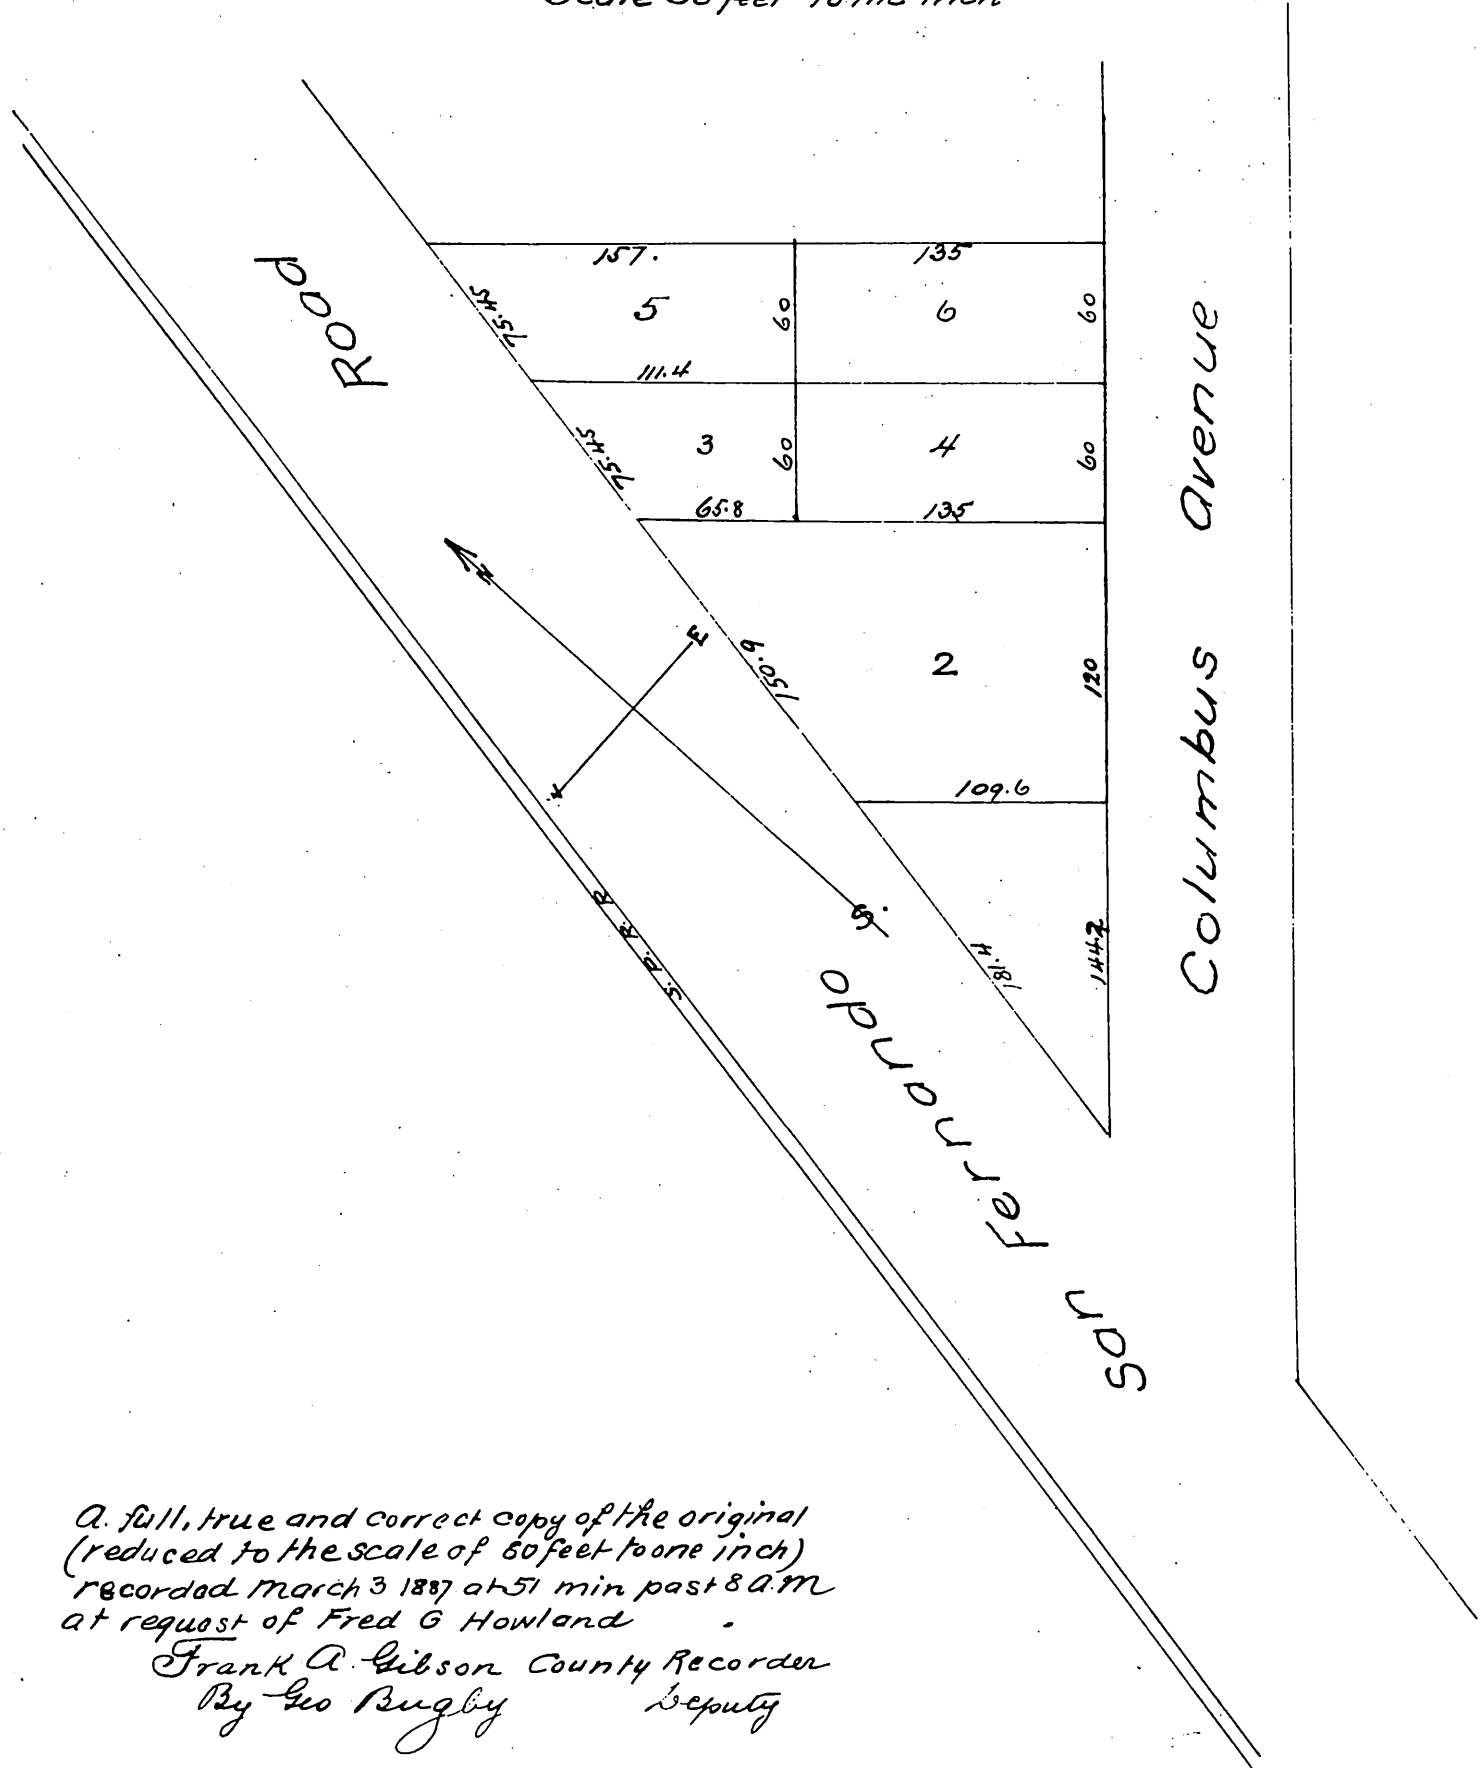 Scale 50 feet to the inch
157.
135
75.45
5
60
6
60
111.4
Road
75.45
3
60
4
60
65.8
135
N
E
150.9
2
120
109.6
S.
S. P. R. R
181.4
144.2
San Fernando
Columbus Avenue
A. full, true and correct copy of the original
(reduced to the scale of 60 feet to one inch)
recorded March 3 1887 at 51 min past 8 a.m
at request of Fred G Howland
Frank A. Gibson County Recorder
By Geo Bugby Deputy